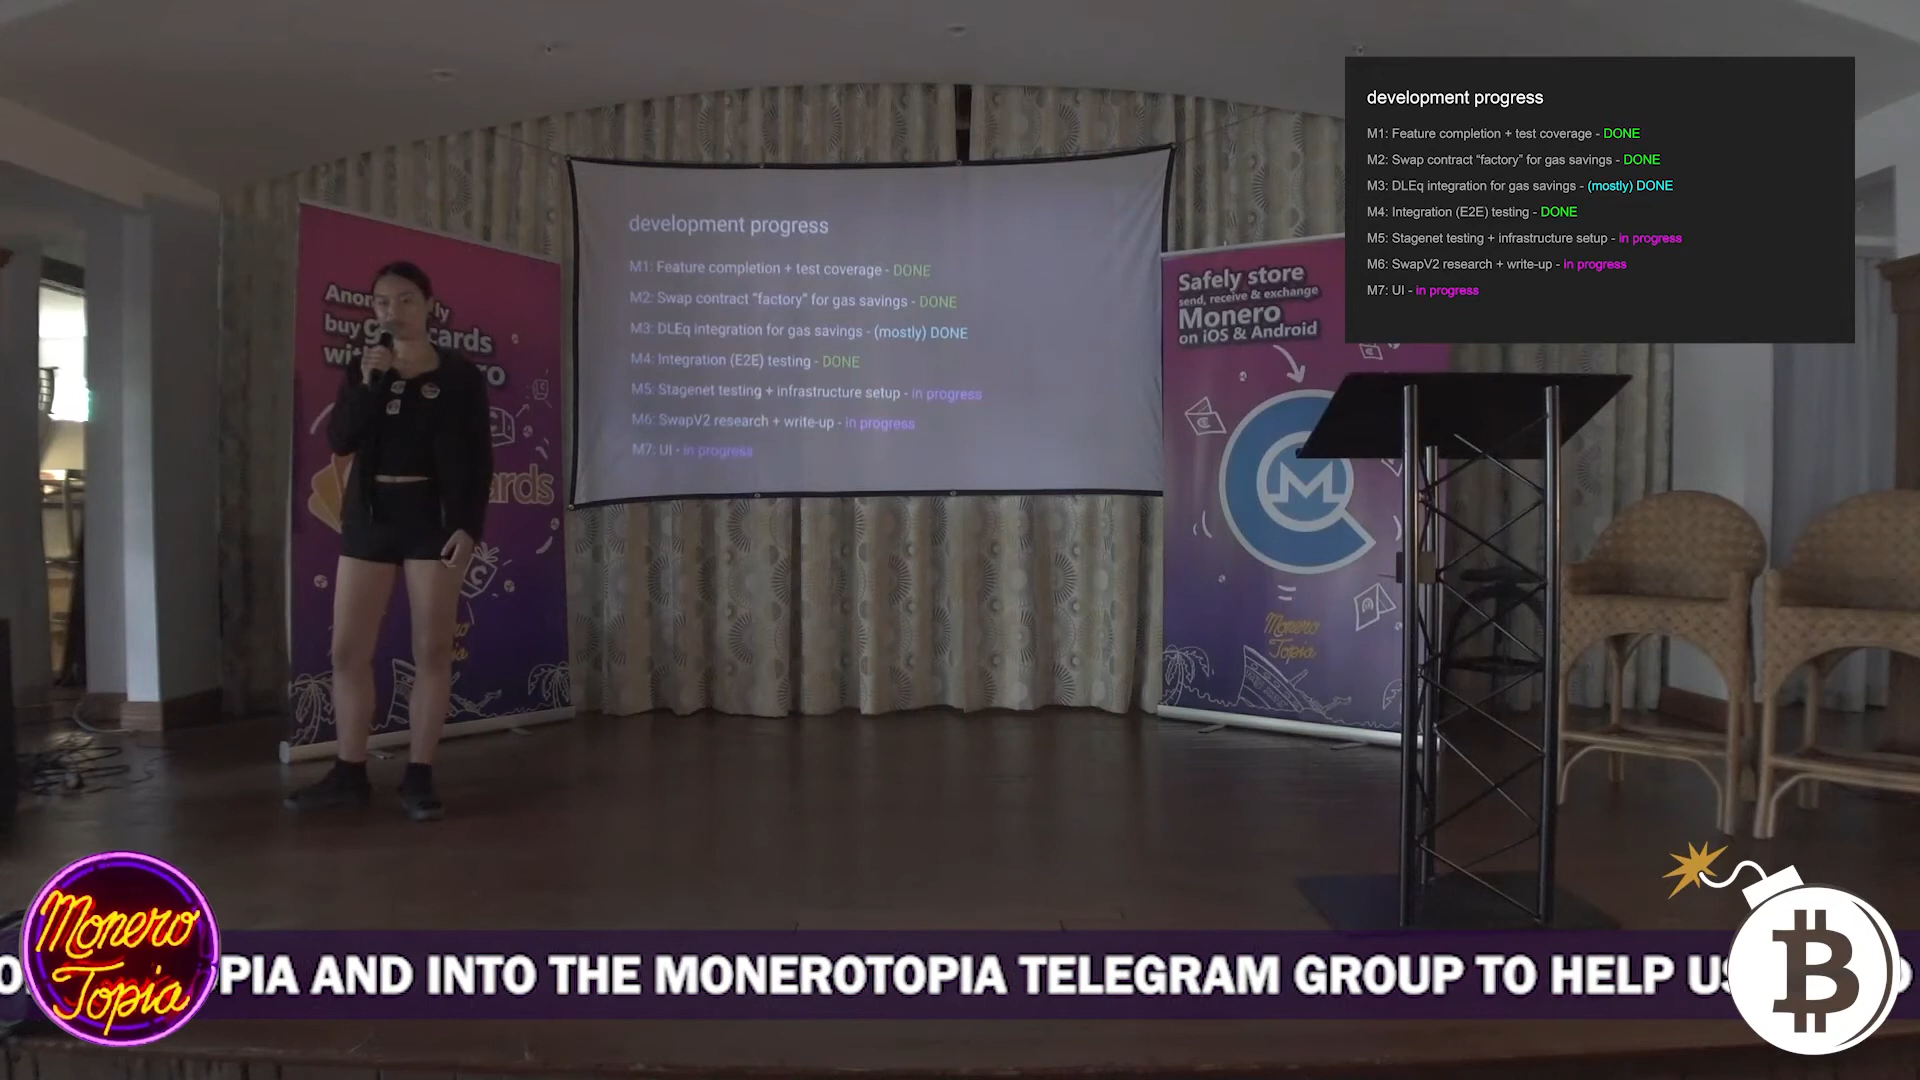 development progress
M1: Feature completion + test coverage - DONE
M2: Swap contract "factory" for gas savings - DONE
M3: DLEq integration for gas savings - (mostly) DONE
M4: Integration (E2E) testing - DONE
M5: Stagenet testing + infrastructure setup - in progress
M6: SwapV2 research + write-up - in progress
M7: UI - in progress
development progress
M1: Feature completion + test coverage - DONE
M2: Swap contract "factory" for gas savings - DONE
M3: DLEq integration for gas savings - (mostly) DONE
M4: Integration (E2E) testing - DONE
M5: Stagenet testing + infrastructure setup - in progress
M6: SwapV2 research + write-up - in progress
M7: UI - in progress
buy
cards
ards
Safely store
send, receive & exchange
Monero
on iOS & Android
Monero
Topia
Monero
Topia
PIA AND INTO THE MONEROTOPIA TELEGRAM GROUP TO HELP US